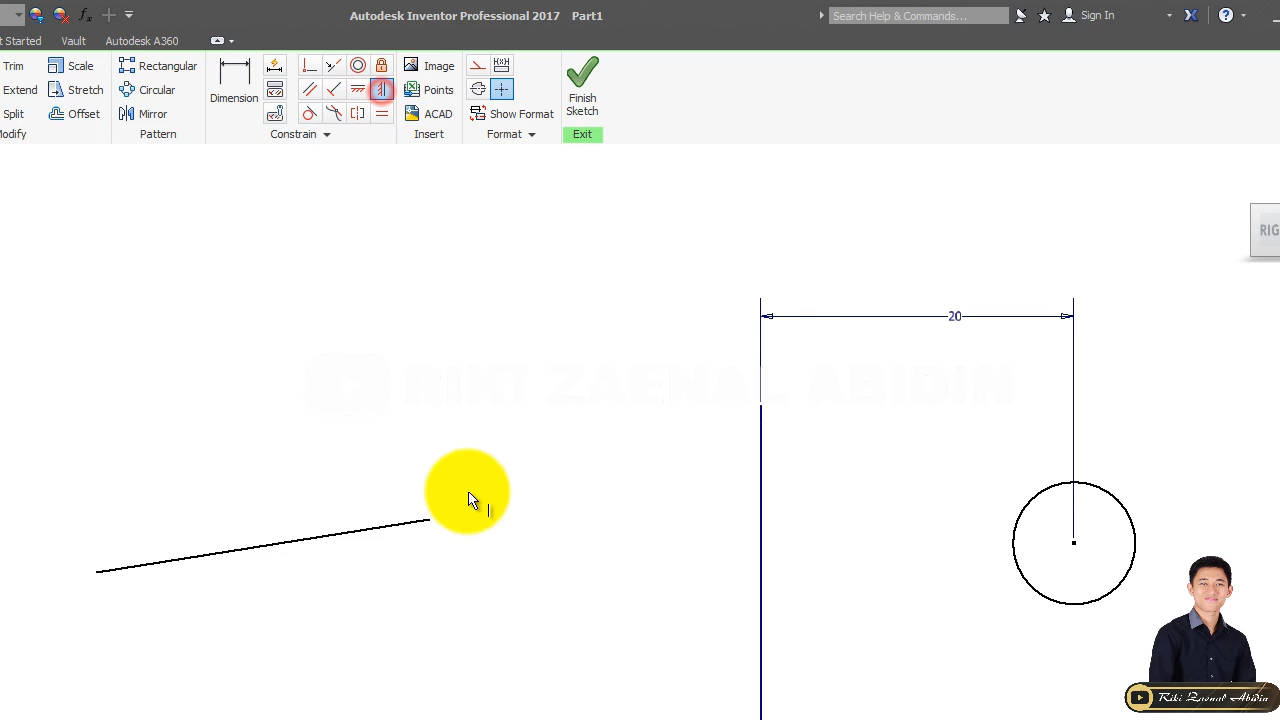 Autodesk Inventor Professional 2017 Part1
Search Help & Commands...
Sign In
t Started Vault Autodesk A360
Trim Scale Rectangular Image
Extend Stretch Circular Dimension Points Finish
Split Offset Mirror ACAD Show Format Sketch
odify Pattern Constrain Insert Format Exit
RIG
20
RIKI ZAENAL ABIDIN
Riki Zaenal Abidin